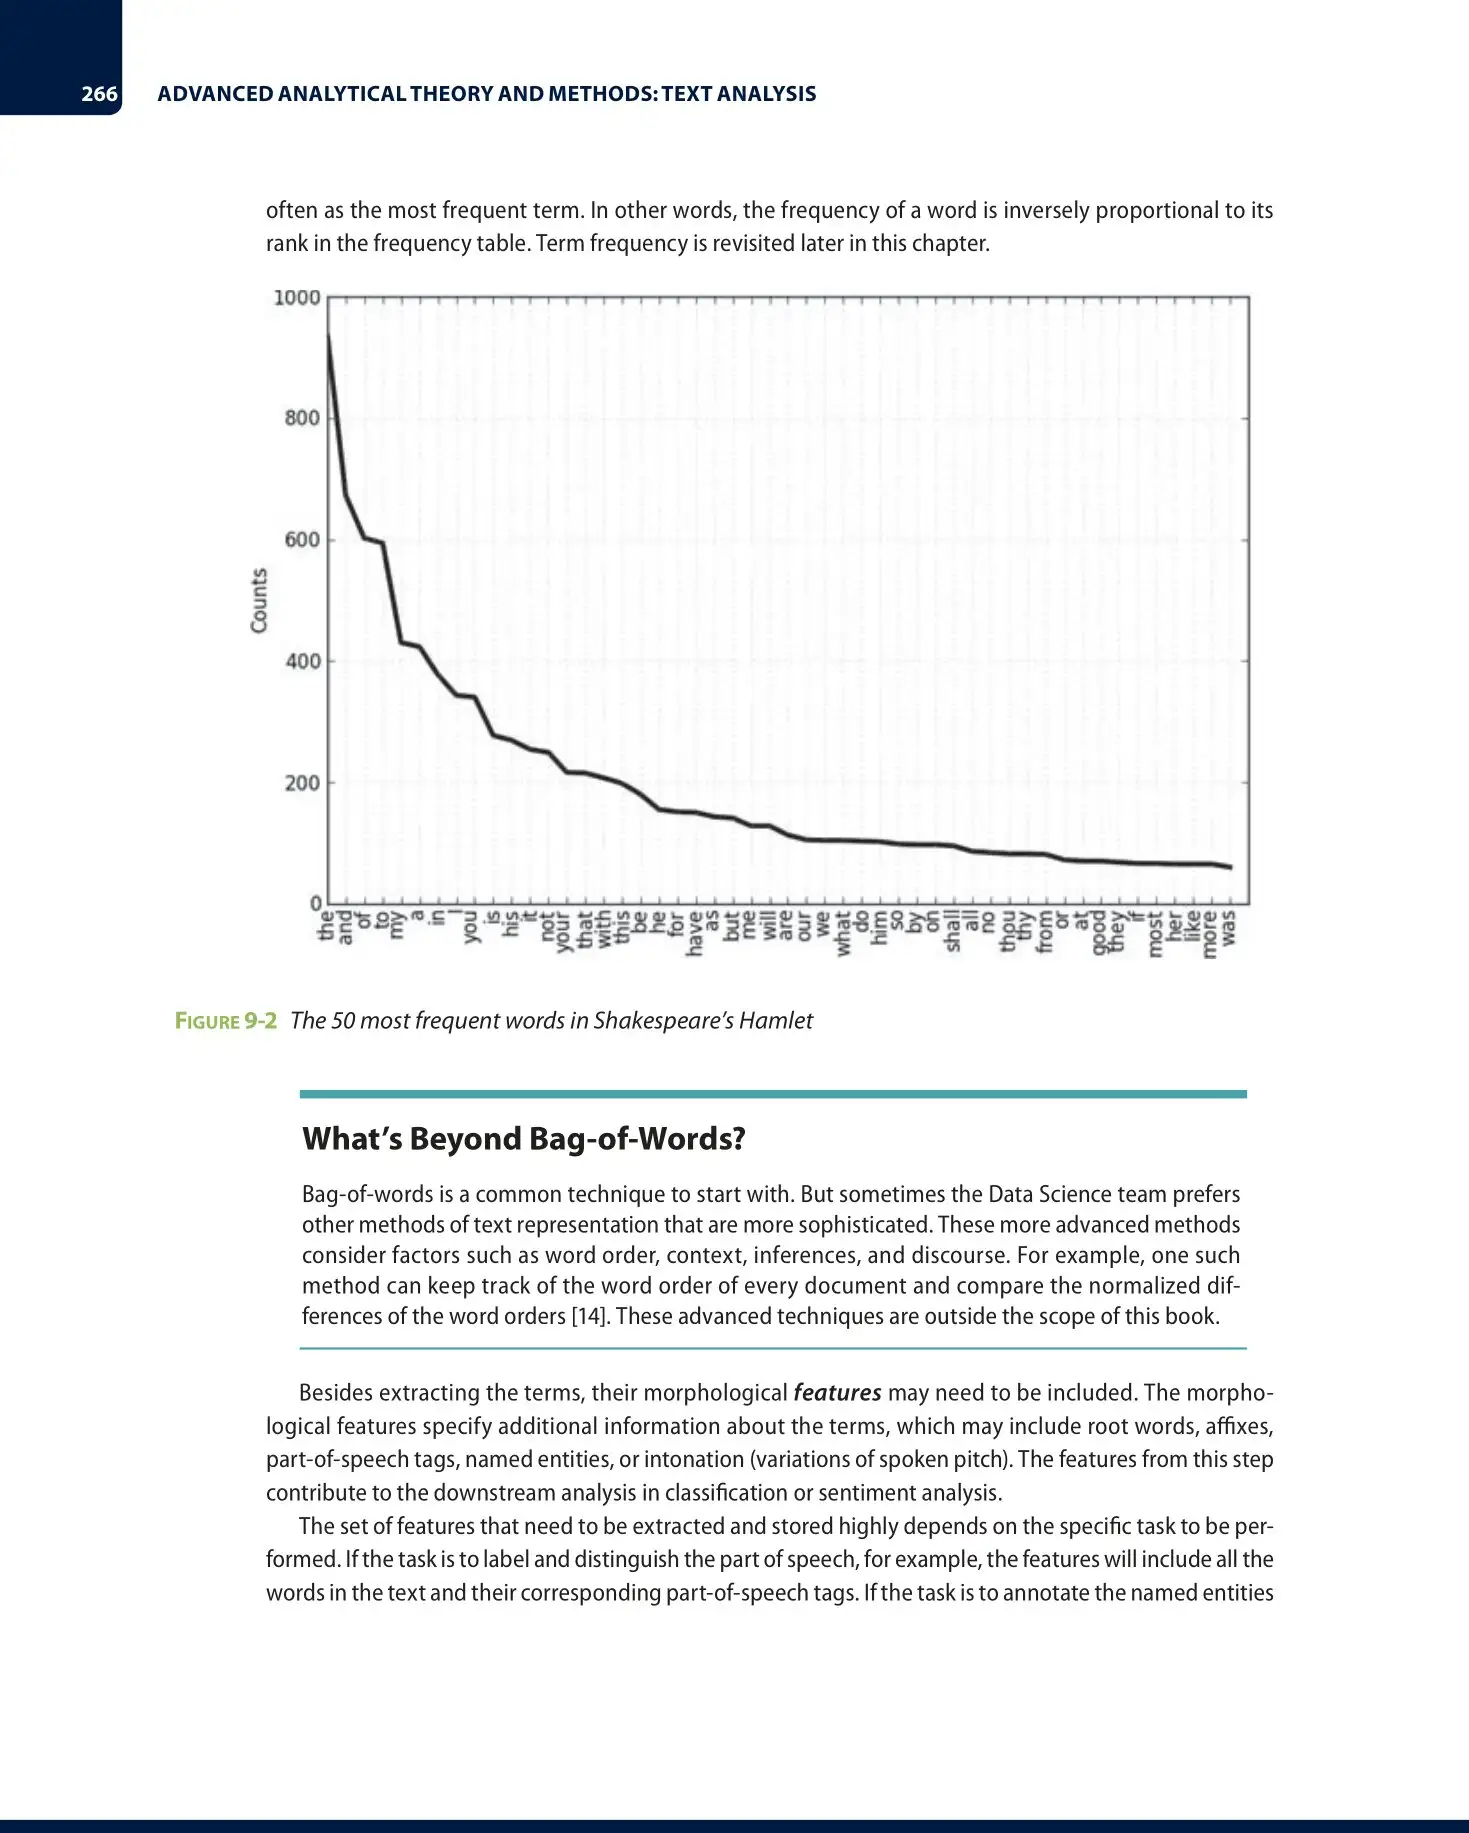 266 ADVANCED ANALYTICAL THEORY AND METHODS: TEXT ANALYSIS
often as the most frequent term. In other words, the frequency of a word is inversely proportional to its
rank in the frequency table. Term frequency is revisited later in this chapter.
1000
800
600
400
200
0
Counts
the
and
of
to
my
a
in
I
you
is
his
it
not
your
that
with
this
be
he
for
have
as
but
me
will
are
our
we
what
do
him
so
by
oh
shall
all
no
thou
thy
from
or
at
good
they
if
most
her
like
more
was
FIGURE 9-2 The 50 most frequent words in Shakespeare’s Hamlet
What’s Beyond Bag-of-Words?
Bag-of-words is a common technique to start with. But sometimes the Data Science team prefers
other methods of text representation that are more sophisticated. These more advanced methods
consider factors such as word order, context, inferences, and discourse. For example, one such
method can keep track of the word order of every document and compare the normalized dif-
ferences of the word orders [14]. These advanced techniques are outside the scope of this book.
Besides extracting the terms, their morphological features may need to be included. The morpho-
logical features specify additional information about the terms, which may include root words, affixes,
part-of-speech tags, named entities, or intonation (variations of spoken pitch). The features from this step
contribute to the downstream analysis in classification or sentiment analysis.
The set of features that need to be extracted and stored highly depends on the specific task to be per-
formed. If the task is to label and distinguish the part of speech, for example, the features will include all the
words in the text and their corresponding part-of-speech tags. If the task is to annotate the named entities